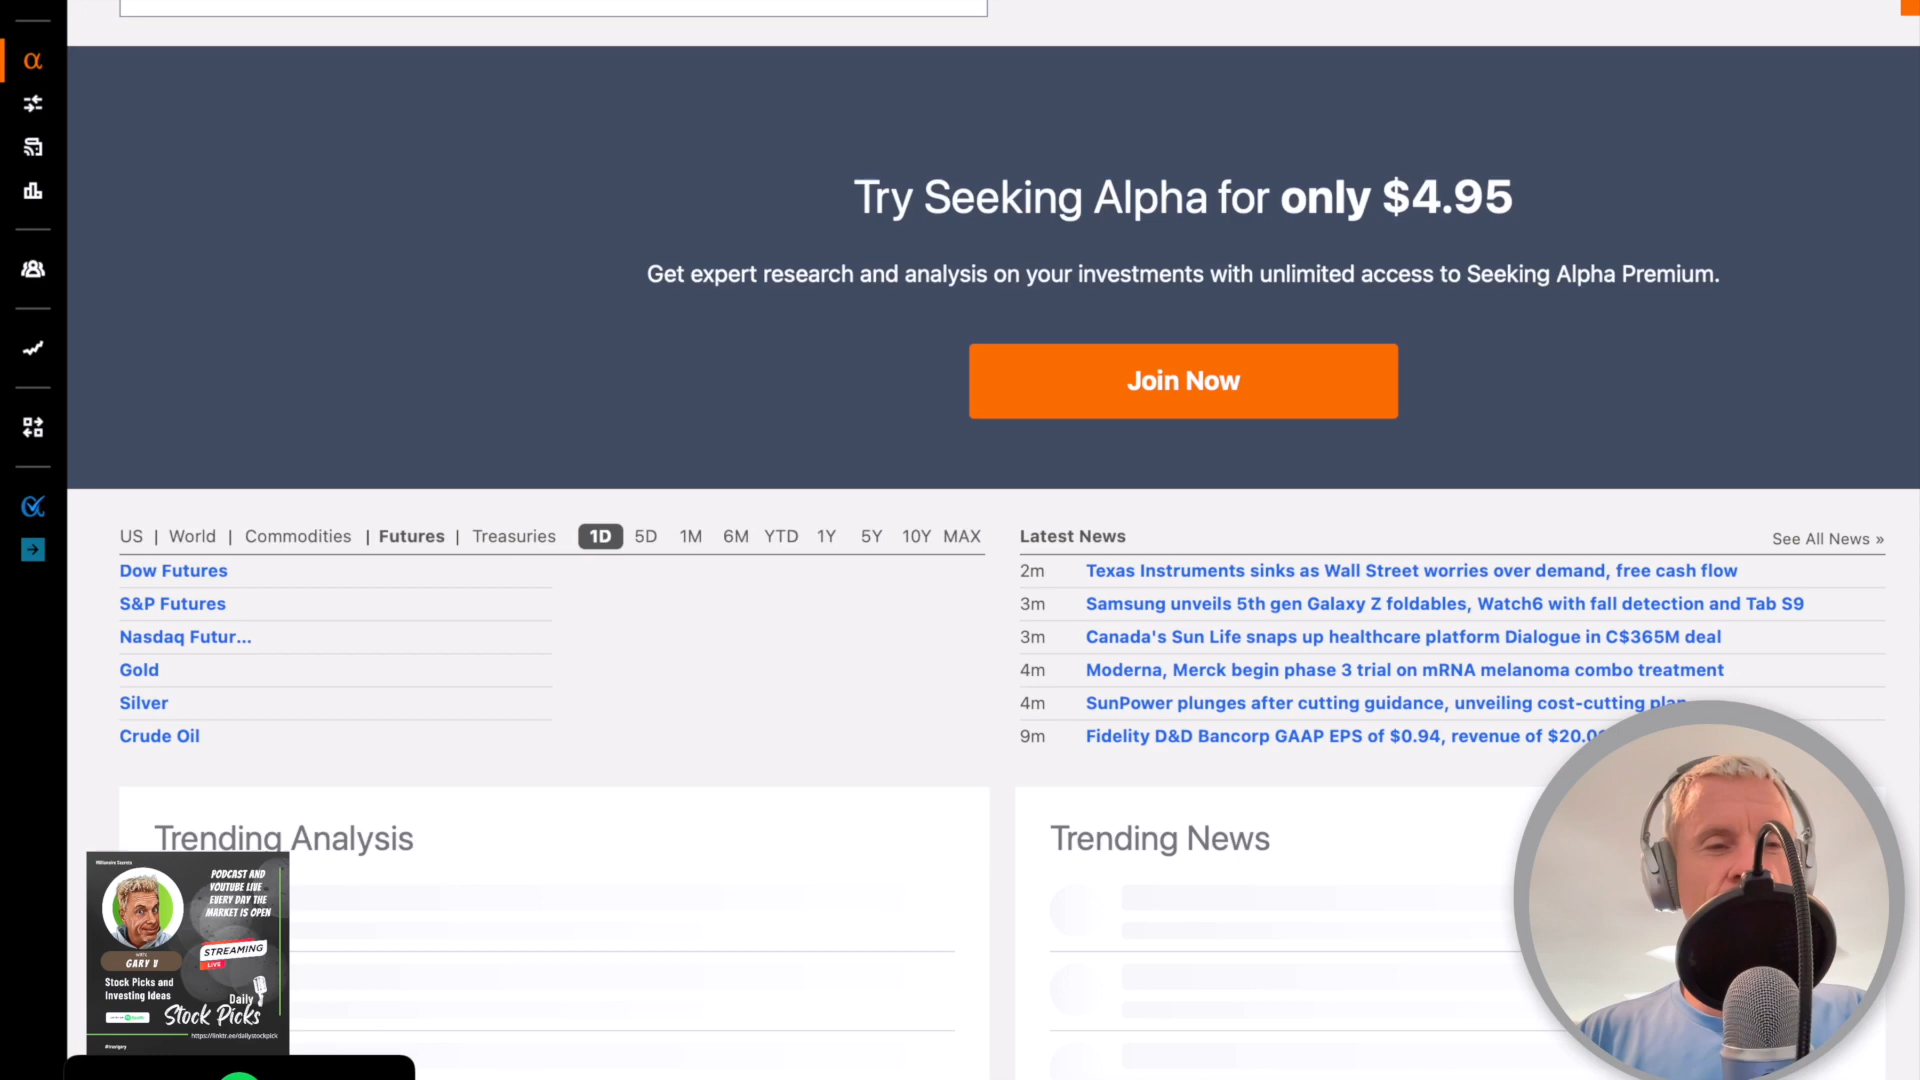 Try Seeking Alpha for only $4.95
Get expert research and analysis on your investments with unlimited access to Seeking Alpha Premium.
Join Now
US | World | Commodities | Futures | Treasuries 1D 5D 1M 6M YTD 1Y 5Y 10Y MAX
Dow Futures
S&P Futures
Nasdaq Futur...
Gold
Silver
Crude Oil
Latest News
See All News »
2m Texas Instruments sinks as Wall Street worries over demand, free cash flow
3m Samsung unveils 5th gen Galaxy Z foldables, Watch6 with fall detection and Tab S9
3m Canada's Sun Life snaps up healthcare platform Dialogue in C$365M deal
4m Moderna, Merck begin phase 3 trial on mRNA melanoma combo treatment
4m SunPower plunges after cutting guidance, unveiling cost-cutting plan
9m Fidelity D&D Bancorp GAAP EPS of $0.94, revenue of
Trending Analysis
Trending News
PODCAST AND
YOUTUBE LIVE
EVERY DAY THE
MARKET IS OPEN
STREAMING
LIVE
WITH
GARY V
Stock Picks and
Investing Ideas
Daily
Stock Picks
https://linktr.ee/dailystockpick